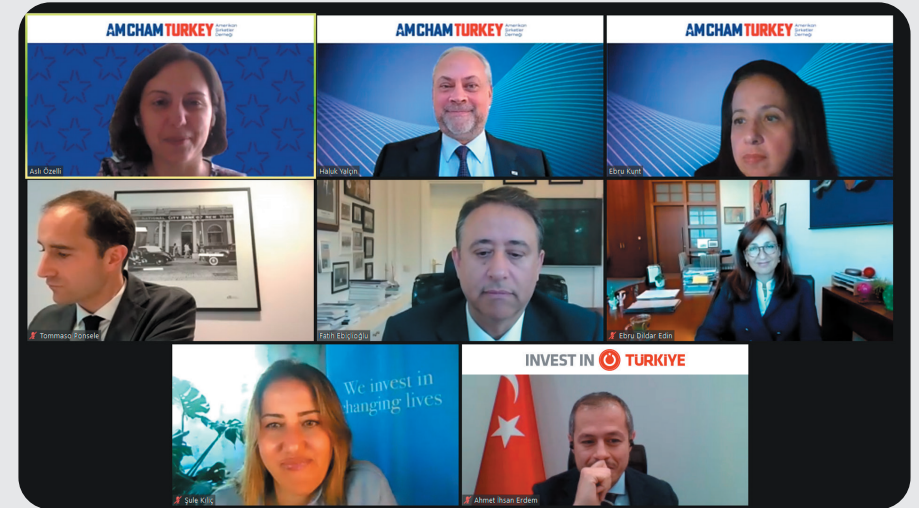 AMCHAM TURKEY Amerikan Şirketler Derneği
AMCHAM TURKEY Amerikan Şirketler Derneği
AMCHAM TURKEY Amerikan Şirketler Derneği
Aslı Özelli
Haluk Yalçın
Ebru Kunt
Tommaso Ponsele
Fatih Ebiçlioğlu
Ebru Dildar Edin
We invest in
changing lives
INVEST IN TÜRKİYE
Şule Kılıç
Ahmet İhsan Erdem